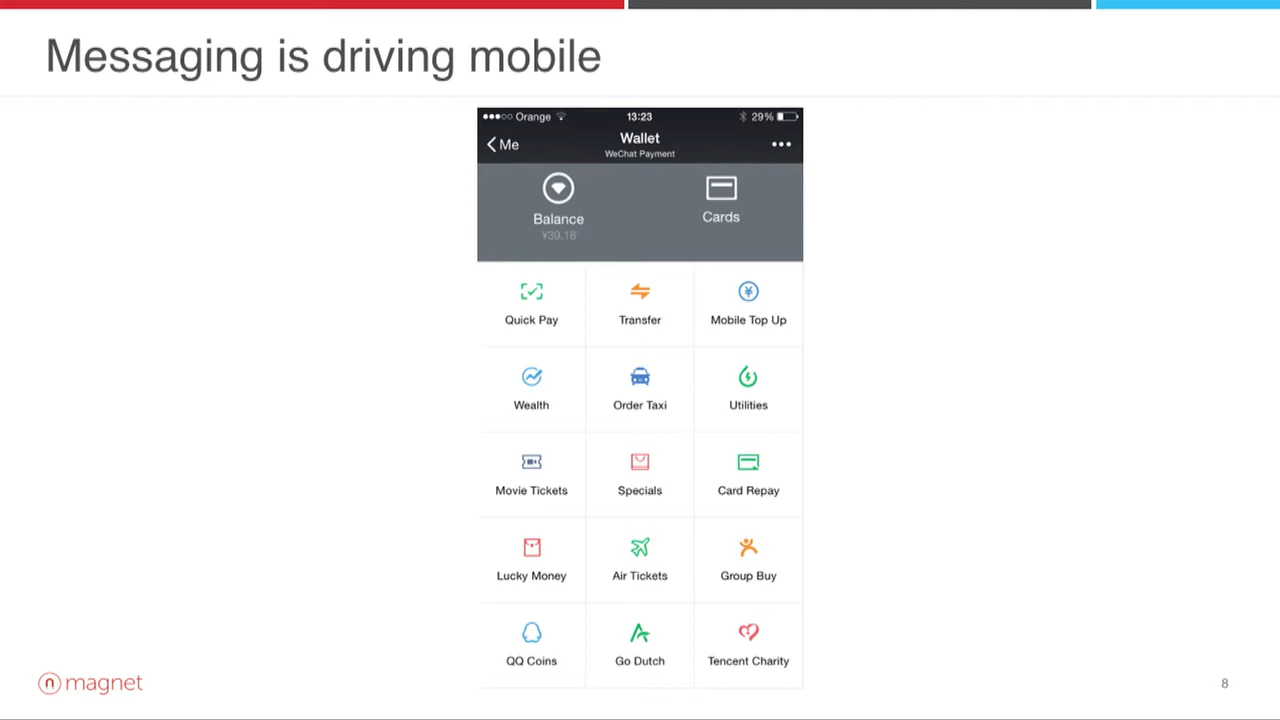 Messaging is driving mobile
Orange 13:23 29%
Me Wallet
WeChat Payment
Balance Cards
¥39.18
Quick Pay Transfer Mobile Top Up
Wealth Order Taxi Utilities
Movie Tickets Specials Card Repay
Lucky Money Air Tickets Group Buy
QQ Coins Go Dutch Tencent Charity
magnet 8